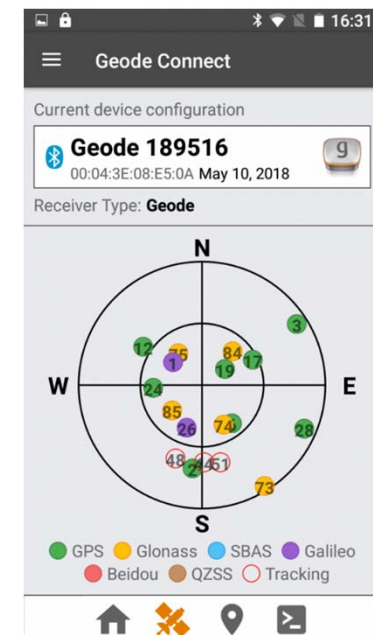 16:31
Geode Connect
Current device configuration
Geode 189516
g
00:04:3E:08:E5:0A May 10, 2018
Receiver Type: Geode
N
3
12
75
84
1
17
19
W
24
E
85
74
26
28
48
51
2
73
S
GPS Glonass SBAS Galileo
Beidou QZSS Tracking